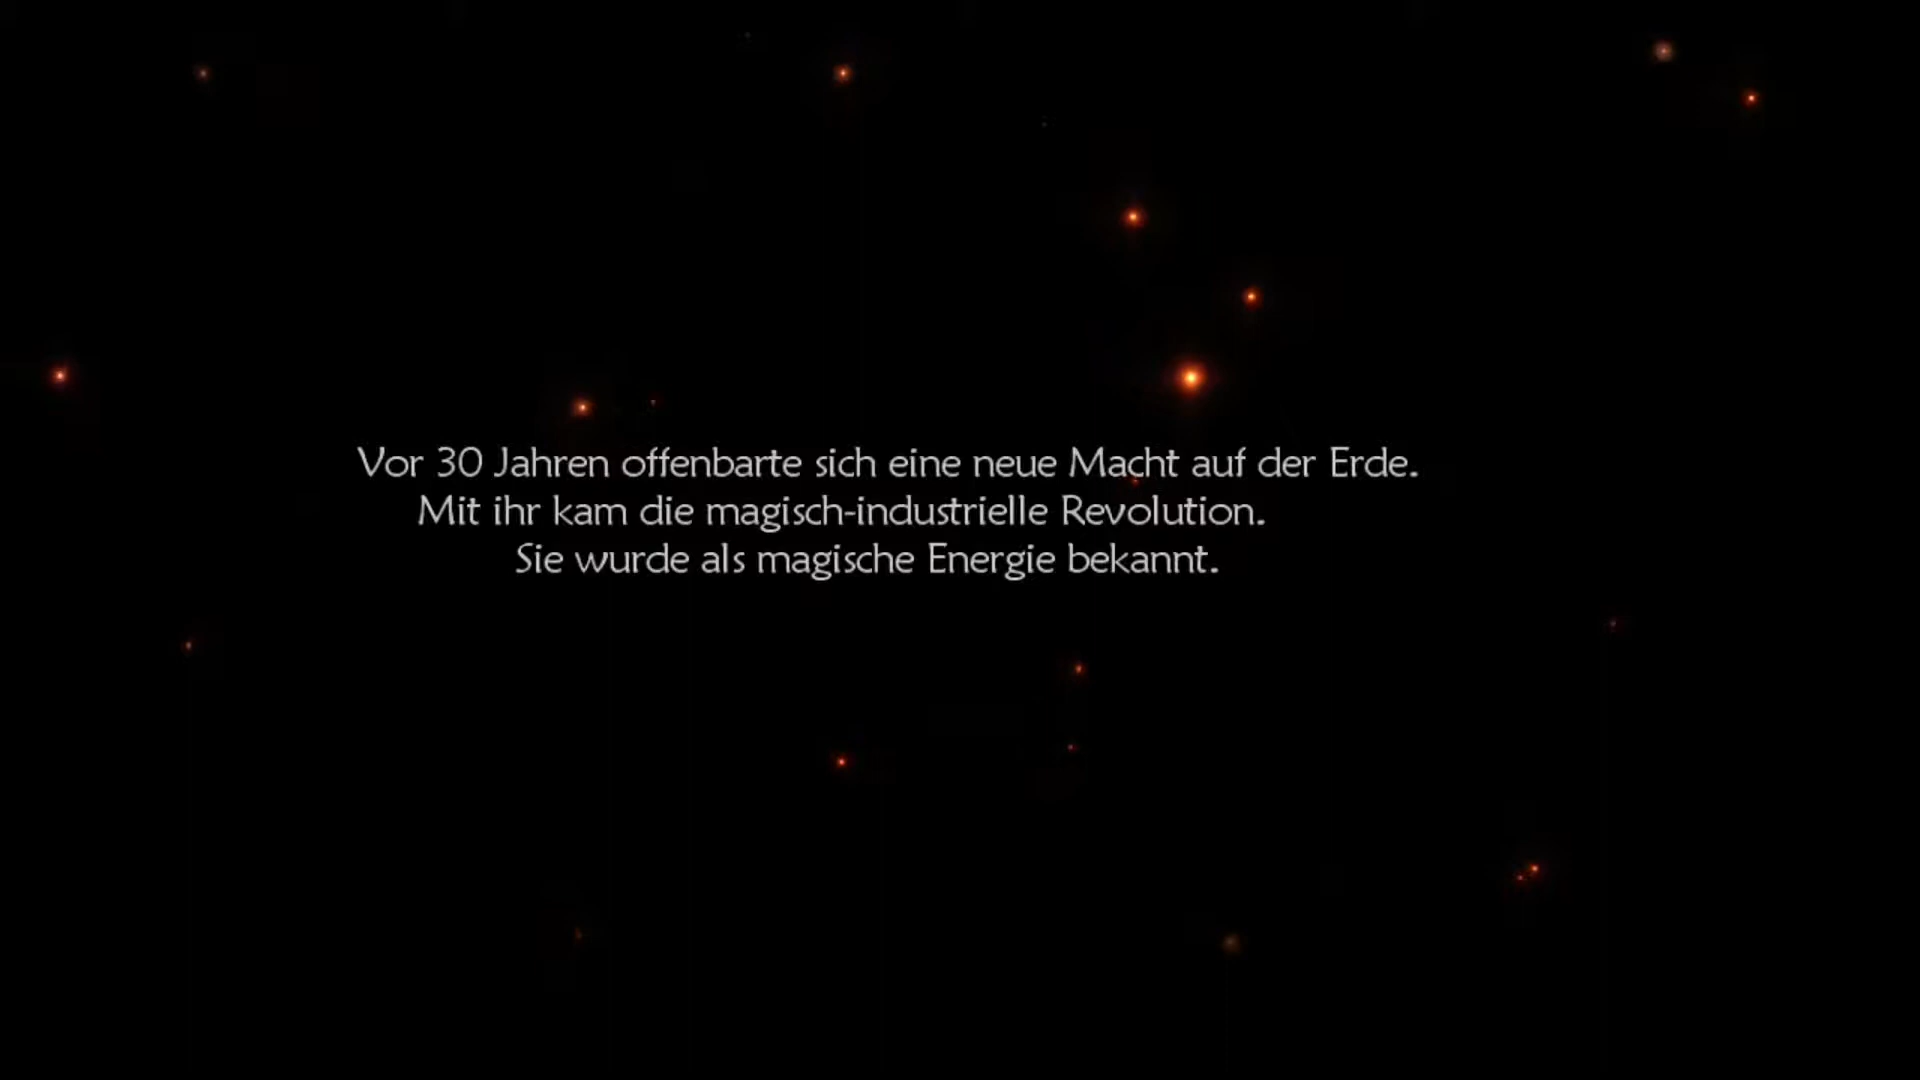 Vor 30 Jahren offenbarte sich eine neue Macht auf der Erde.
Mit ihr kam die magisch-industrielle Revolution.
Sie wurde als magische Energie bekannt.